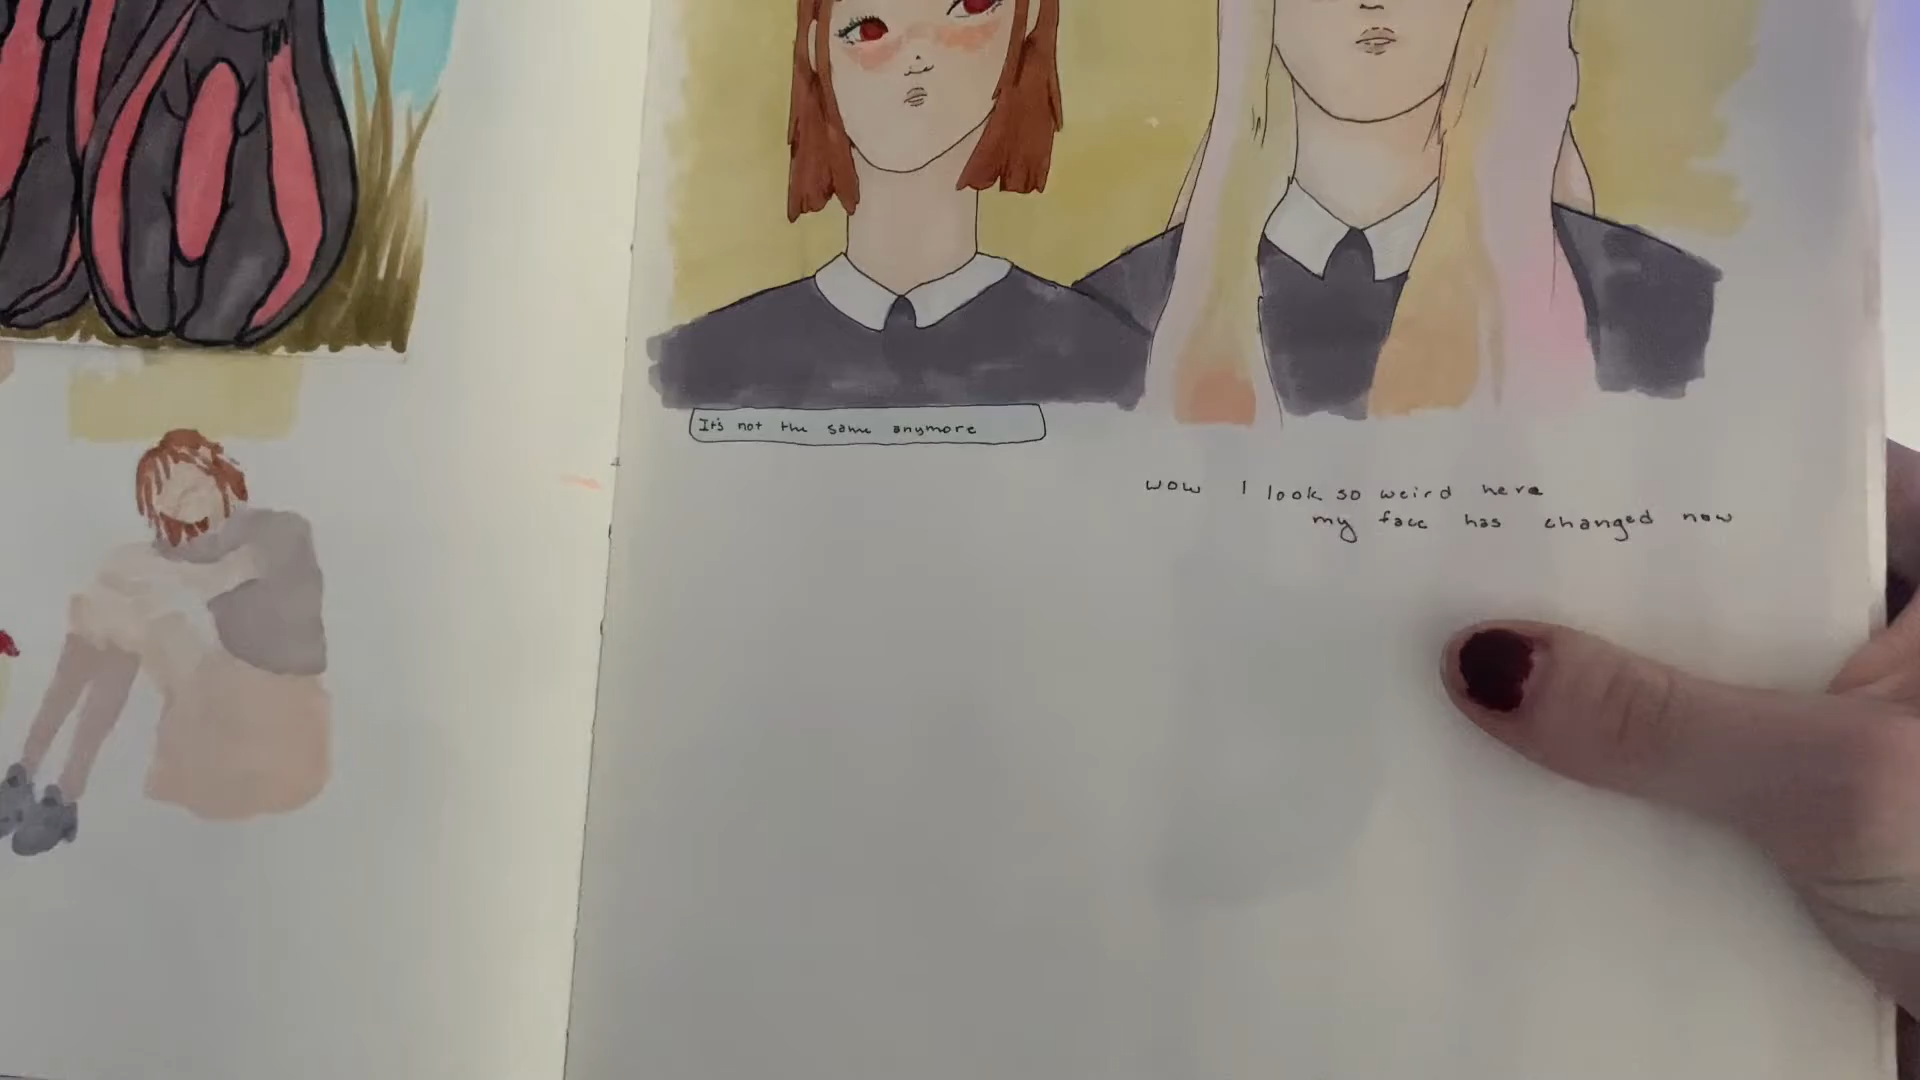 It's not the same anymore
wow I look so weird here
my face has changed now